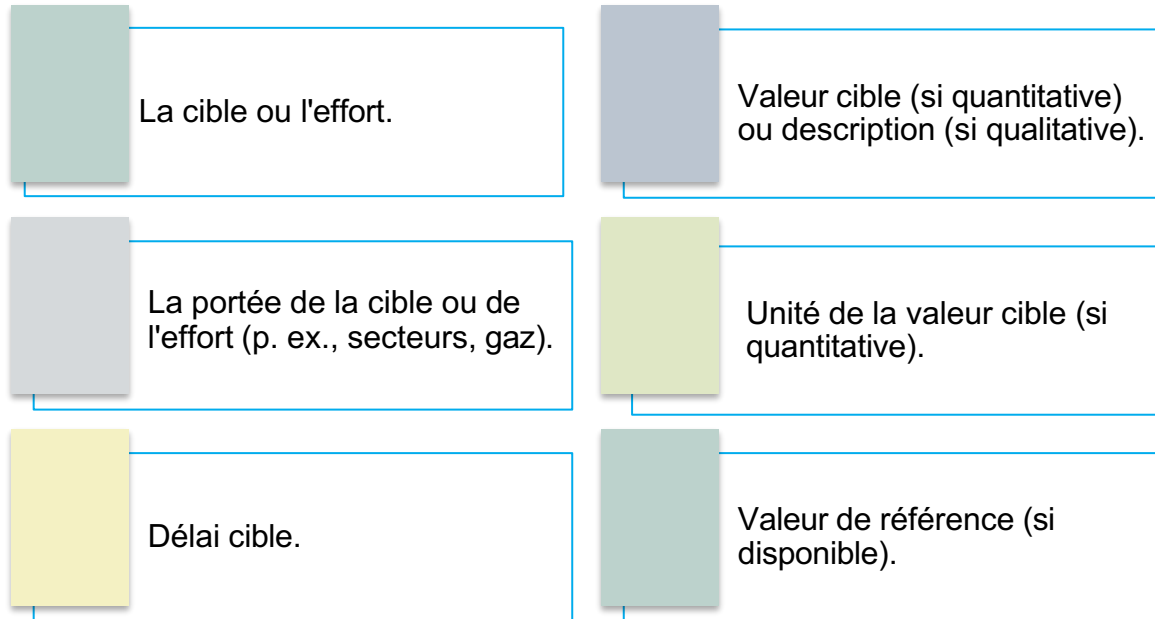 La cible ou l'effort.
Valeur cible (si quantitative)
ou description (si qualitative).
La portée de la cible ou de
l'effort (p. ex., secteurs, gaz).
Unité de la valeur cible (si
quantitative).
Délai cible.
Valeur de référence (si
disponible).